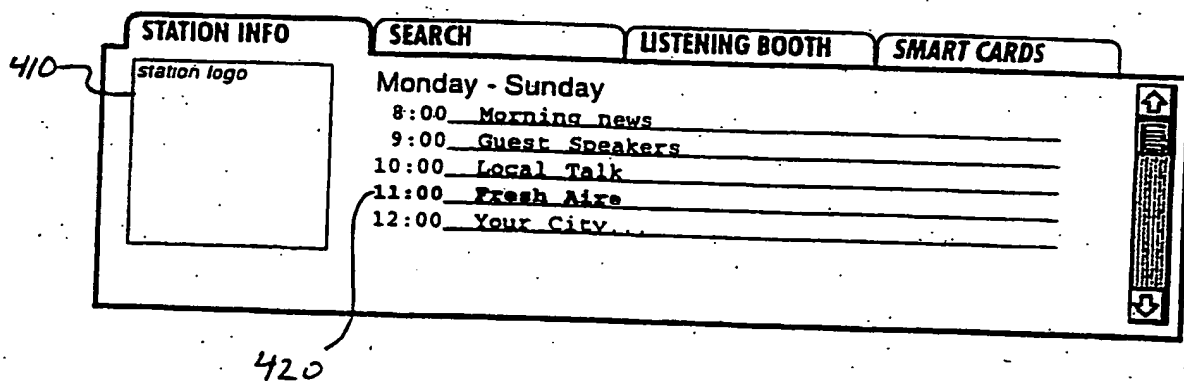 STATION INFO SEARCH LISTENING BOOTH SMART CARDS
410 station logo
Monday - Sunday
8:00 Morning news
9:00 Guest Speakers
10:00 Local Talk
11:00 Fresh Aire
12:00 Your City...
420